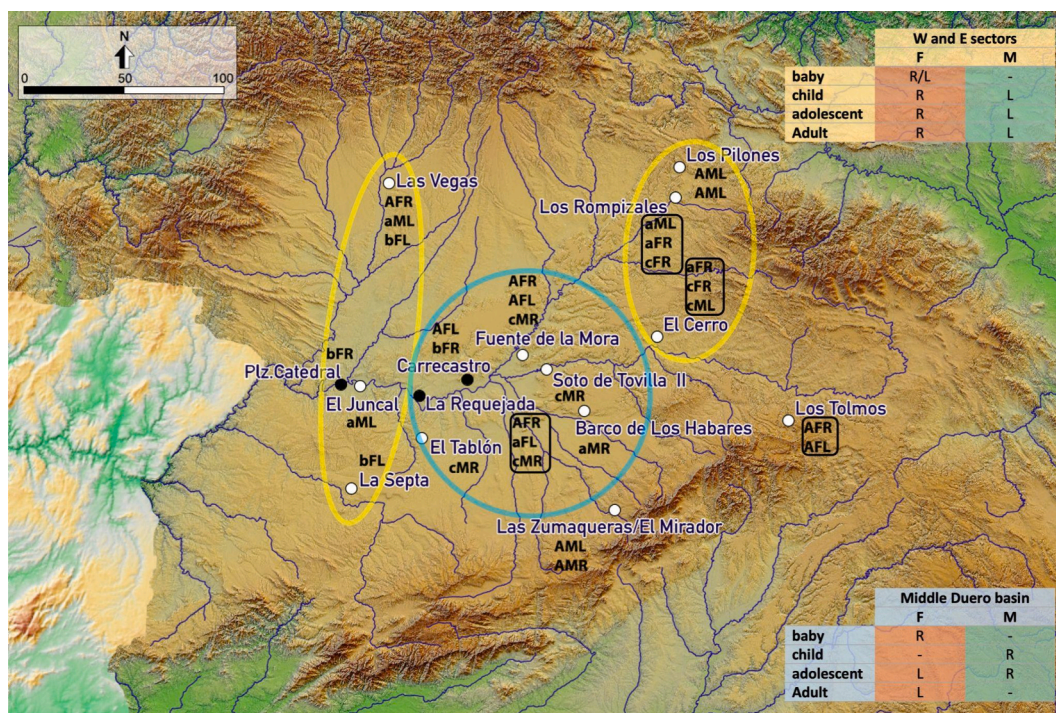 N
0 50 100
W and E sectors
F M
baby R/L -
child R L
adolescent R L
Adult R L
Los Pilones
AML
AML
Las Vegas
AFR
aML
bFL
Los Rompizales
aML
aFR
cFR
aFR
cFR
cML
AFR
AFL
cMR
AFL
bFR
El Cerro
Fuente de la Mora
bFR
Plz.Catedral
Carrecastro
Soto de Tovilla II
cMR
El Juncal
aML
La Requejada
Los Tolmos
AFR
AFL
AFR
aFL
cMR
Barco de Los Habares
aMR
El Tablón
cMR
bFL
La Septa
Las Zumaqueras/El Mirador
AML
AMR
Middle Duero basin
F M
baby R -
child - R
adolescent L R
Adult L -